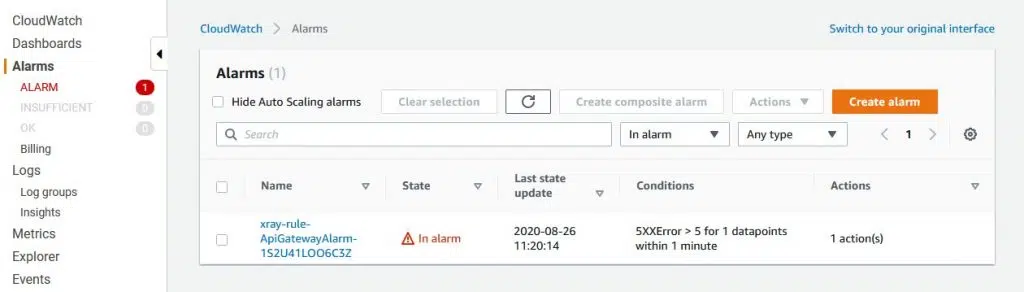 CloudWatch
Dashboards
Alarms
ALARM 1
INSUFFICIENT 0
OK 0
Billing
Logs
Log groups
Insights
Metrics
Explorer
Events
CloudWatch > Alarms
Switch to your original interface
Alarms (1)
Hide Auto Scaling alarms Clear selection Create composite alarm Actions Create alarm
Search In alarm Any type 1
Name State Last state update Conditions Actions
xray-rule-
ApiGatewayAlarm-
1S2U41LOO6C3Z
In alarm
2020-08-26
11:20:14
5XXError > 5 for 1 datapoints
within 1 minute
1 action(s)